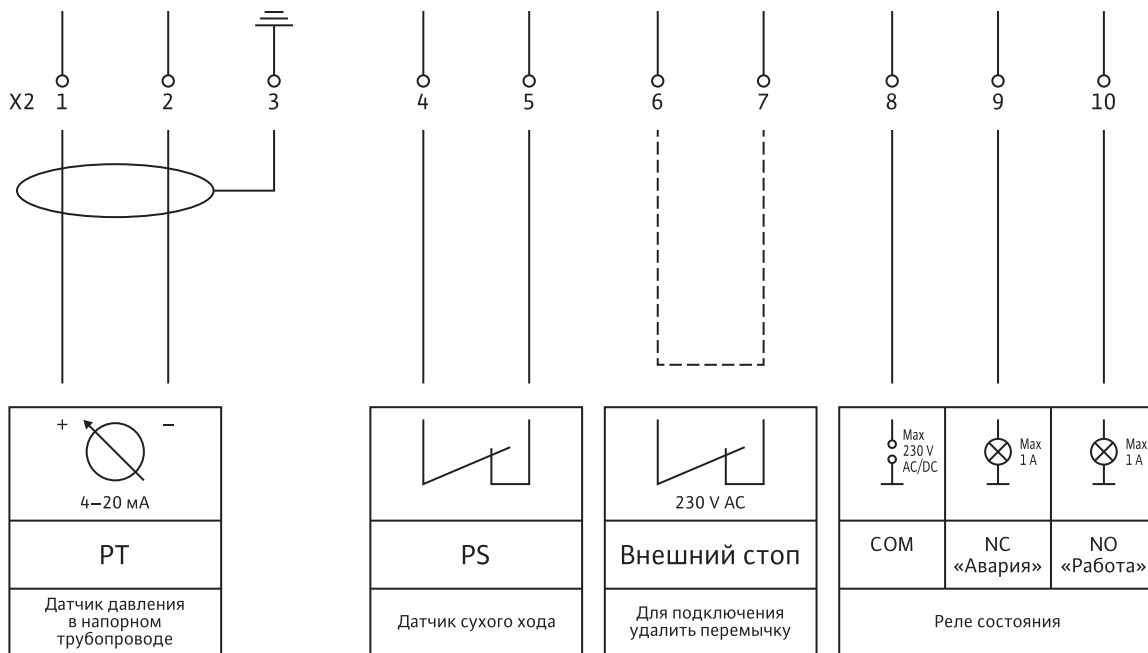 X2 1 2 3 4 5 6 7 8 9 10
+ −
4–20 мА
PT
Датчик давления
в напорном
трубопроводе
PS
Датчик сухого хода
230 V AC
Внешний стоп
Для подключения
удалить перемычку
Max
230 V
AC/DC
Max
1 A
Max
1 A
COM
NC
«Авария»
NO
«Работа»
Реле состояния